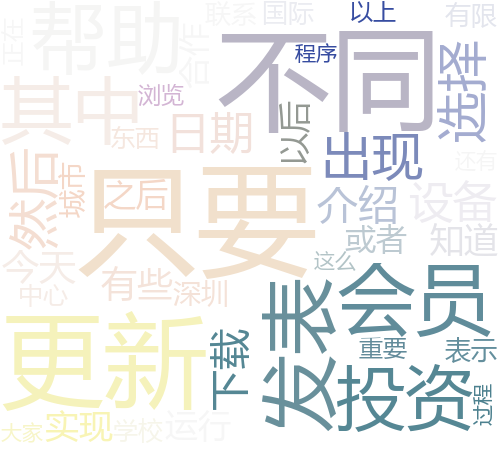 正在
帮助
联系
国际
以上
有限
合作
不同
程序
选择
其中
浏览
日期
东西
以后
出现
还有
然后
城市
之后
只要
介绍
设备
今天
或者
知道
中心
有些
深圳
这么
会员
更新
发表
下载
重要
表示
投资
过程
大家
实现
学校
运行